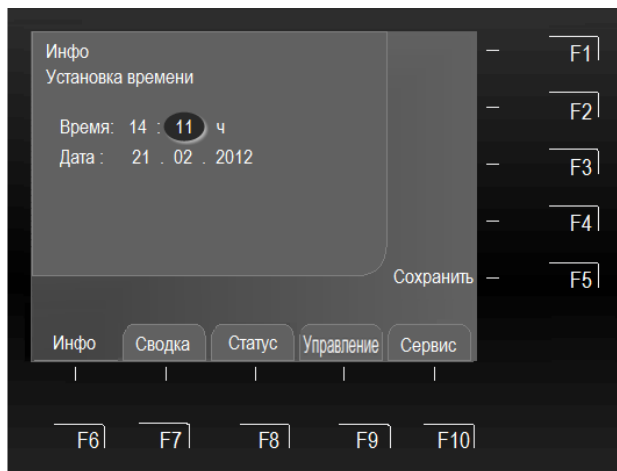 Инфо
Установка времени
Время: 14 : 11 ч
Дата : 21 . 02 . 2012
Сохранить
Инфо Сводка Статус Управление Сервис
F1
F2
F3
F4
F5
F6 F7 F8 F9 F10